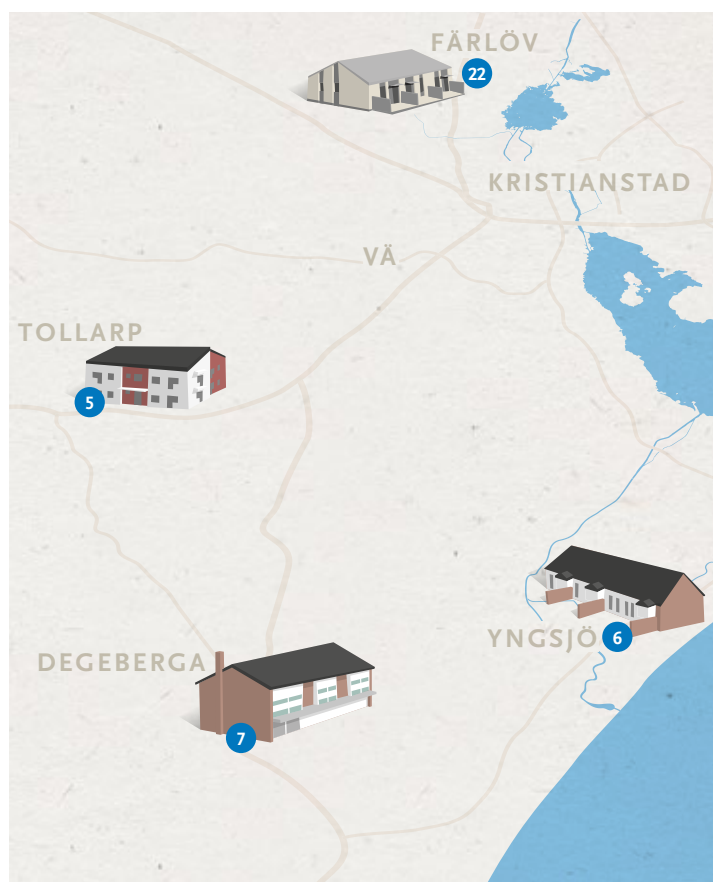 FÄRLÖV
22
KRISTIANSTAD
VÄ
TOLLARP
5
YNGSJÖ
6
DEGEBERGA
7